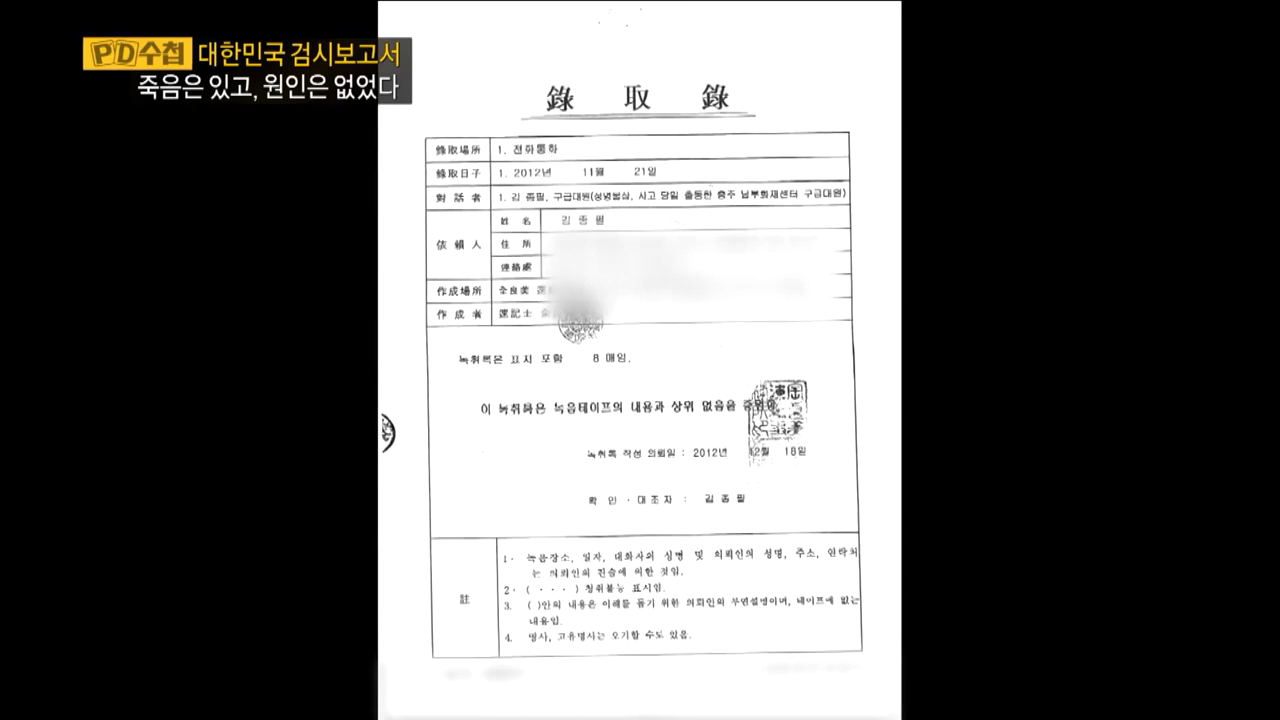 PD수첩 대한민국 검시보고서
죽음은 있고, 원인은 없었다
錄 取 錄
錄取場所 1. 전화통화
錄取日子 1. 2012년 11월 21일
對 話 者 1. 김 종필, 구급대원(성명불상, 사고 당일 출동한 충주 남부화재센터 구급대원)
依 賴 人
姓 名 김 종 필
住 所
連絡處
作成場所 全良美
作 成 者 速記士
녹취록은 표지 포함 8 매임.
이 녹취록은 녹음테이프의 내용과 상위 없음을
녹취록 작성 의뢰일 : 2012년 12월 18일
확 인 · 대 조 자 : 김 종 필
註
1· 녹음장소, 일자, 대화자의 성명 및 의뢰인의 성명, 주소, 연락처
는 의뢰인의 진술에 의한 것임.
2· ( · · · ) 청취불능 표시임.
3. ( )안의 내용은 이해를 돕기 위한 의뢰인의 부연설명이며, 테이프에 없는
내용임.
4. 명사, 고유명사는 오기할 수도 있음.